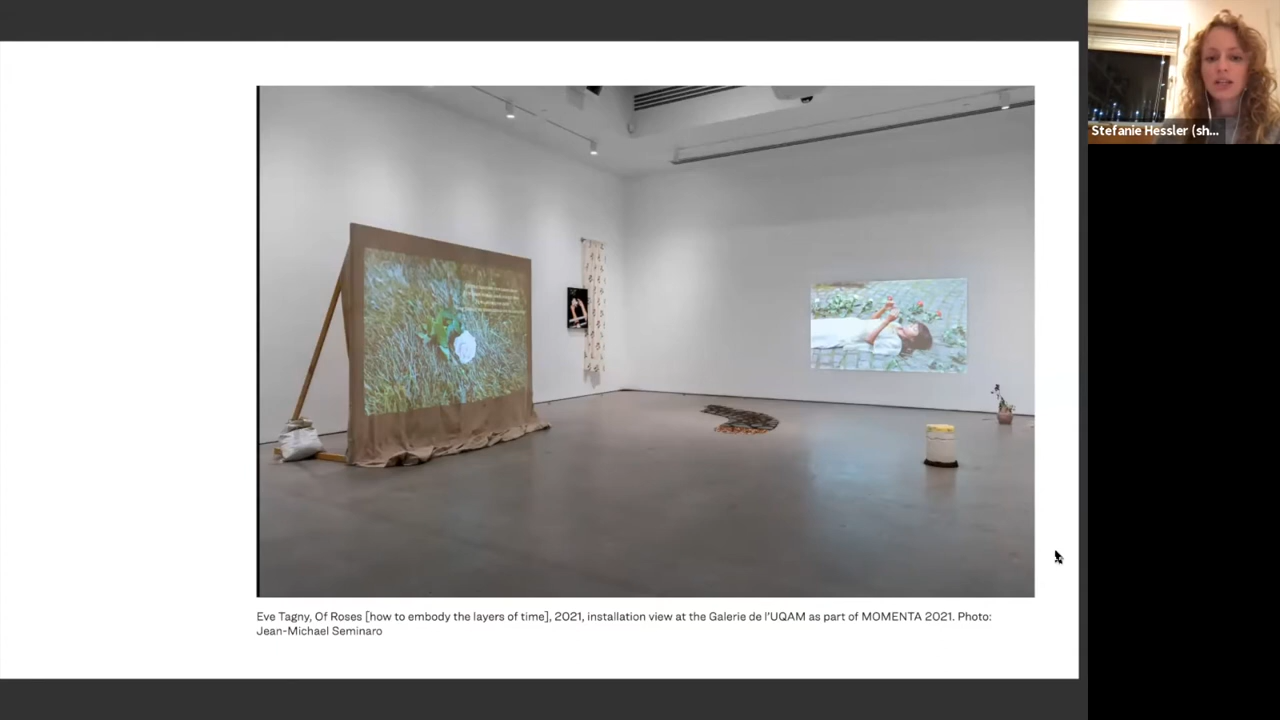 Stefanie Hessler (sh...
Eve Tagny, Of Roses [how to embody the layers of time], 2021, installation view at the Galerie de l'UQAM as part of MOMENTA 2021. Photo:
Jean-Michael Seminaro